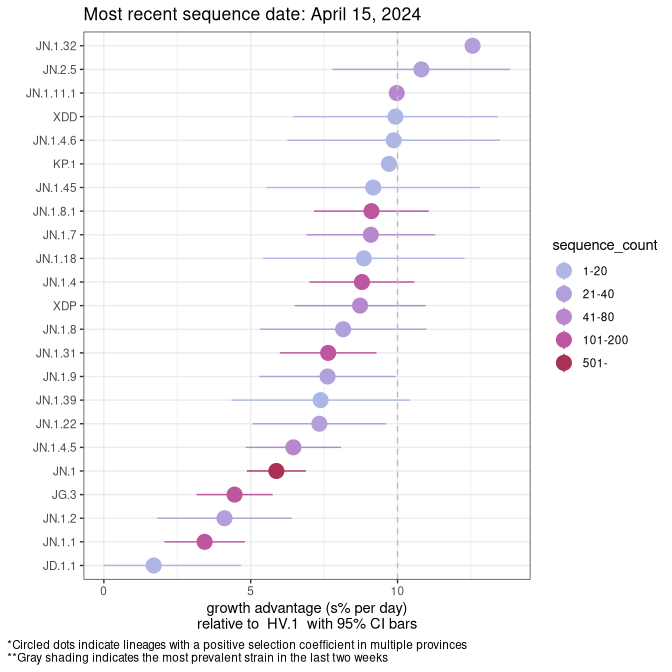 Most recent sequence date: April 15, 2024
JN.1.32
JN.2.5
JN.1.11.1
XDD
JN.1.4.6
KP.1
JN.1.45
JN.1.8.1
JN.1.7
JN.1.18
JN.1.4
XDP
JN.1.8
JN.1.31
JN.1.9
JN.1.39
JN.1.22
JN.1.4.5
JN.1
JG.3
JN.1.2
JN.1.1
JD.1.1
0 5 10
growth advantage (s% per day)
relative to HV.1 with 95% CI bars
sequence_count
1-20
21-40
41-80
101-200
501-
*Circled dots indicate lineages with a positive selection coefficient in multiple provinces
**Gray shading indicates the most prevalent strain in the last two weeks